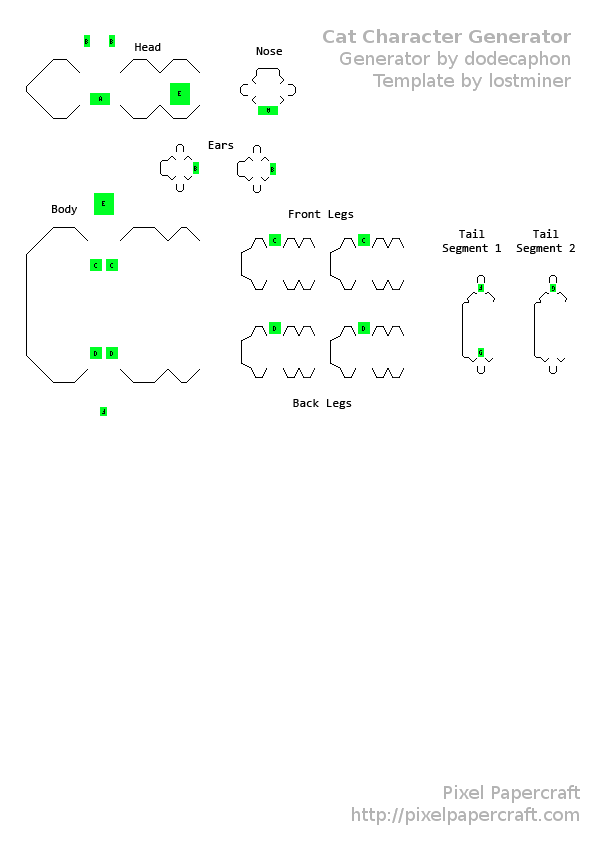 Cat Character Generator
Generator by dodecaphon
Template by lostminer
B B
Head
Nose
A
E
Ears
B
B
E
Body
Front Legs
C
C
C C
Tail
Segment 1
Tail
Segment 2
D
D
D D
G
Back Legs
Pixel Papercraft
http://pixelpapercraft.com